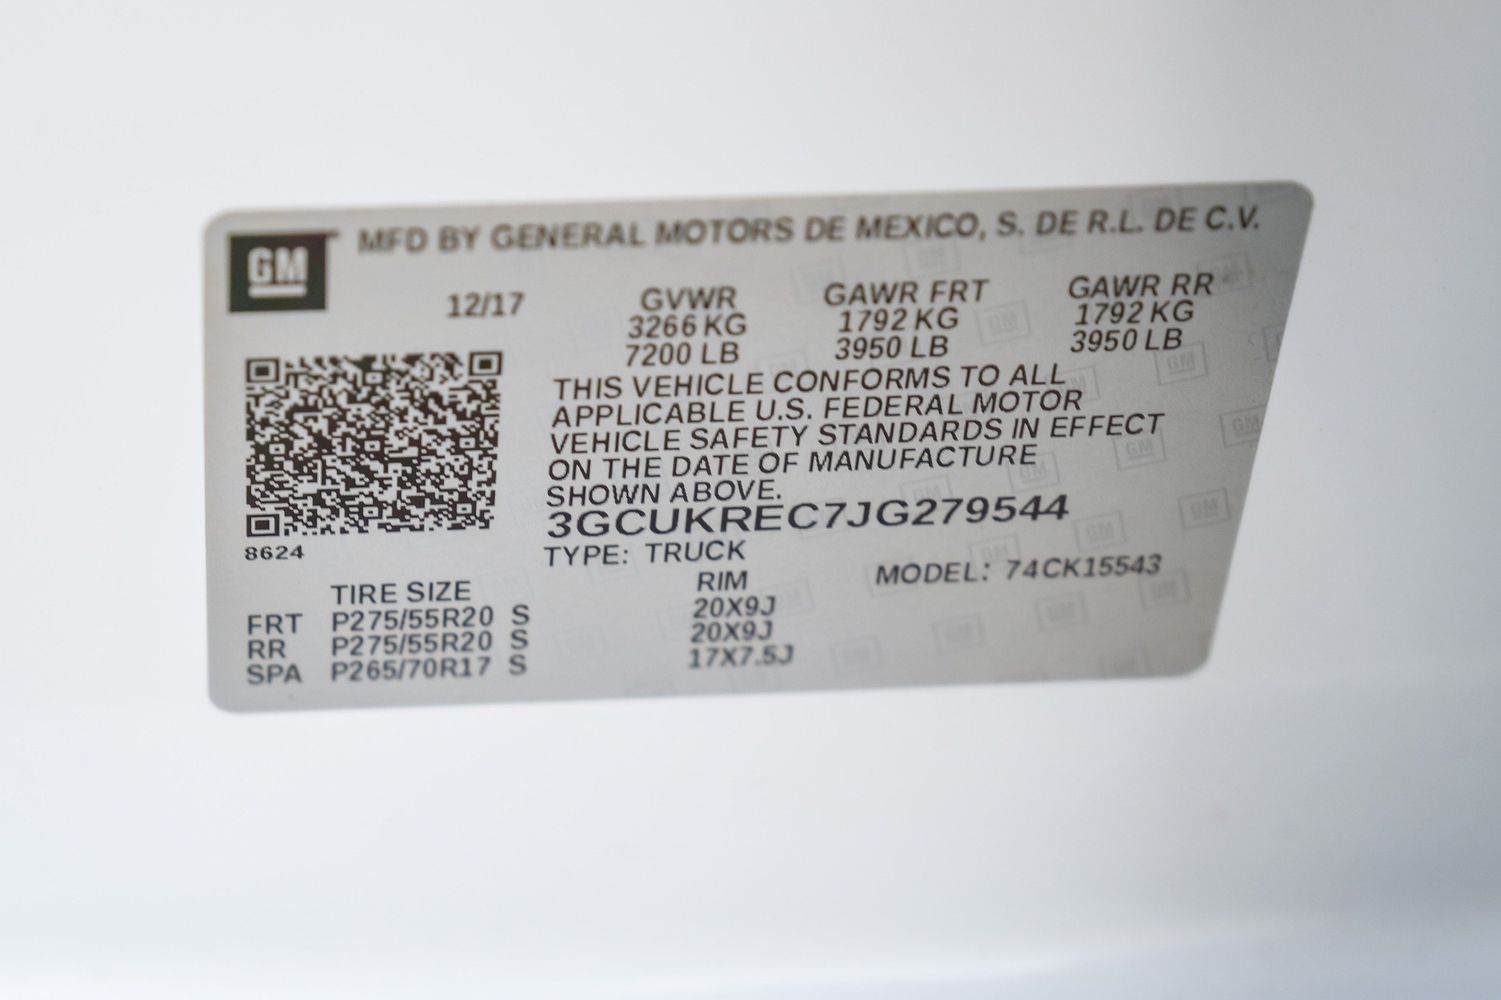 GM
MFD BY GENERAL MOTORS DE MEXICO, S. DE R.L. DE C.V.
12/17 GVWR GAWR FRT GAWR RR
3266 KG 1792 KG 1792 KG
7200 LB 3950 LB 3950 LB
THIS VEHICLE CONFORMS TO ALL
APPLICABLE U.S. FEDERAL MOTOR
VEHICLE SAFETY STANDARDS IN EFFECT
ON THE DATE OF MANUFACTURE
SHOWN ABOVE.
3GCUKREC7JG279544
8624
TYPE: TRUCK
MODEL: 74CK15543
TIRE SIZE RIM
FRT P275/55R20 S 20X9J
RR P275/55R20 S 20X9J
SPA P265/70R17 S 17X7.5J